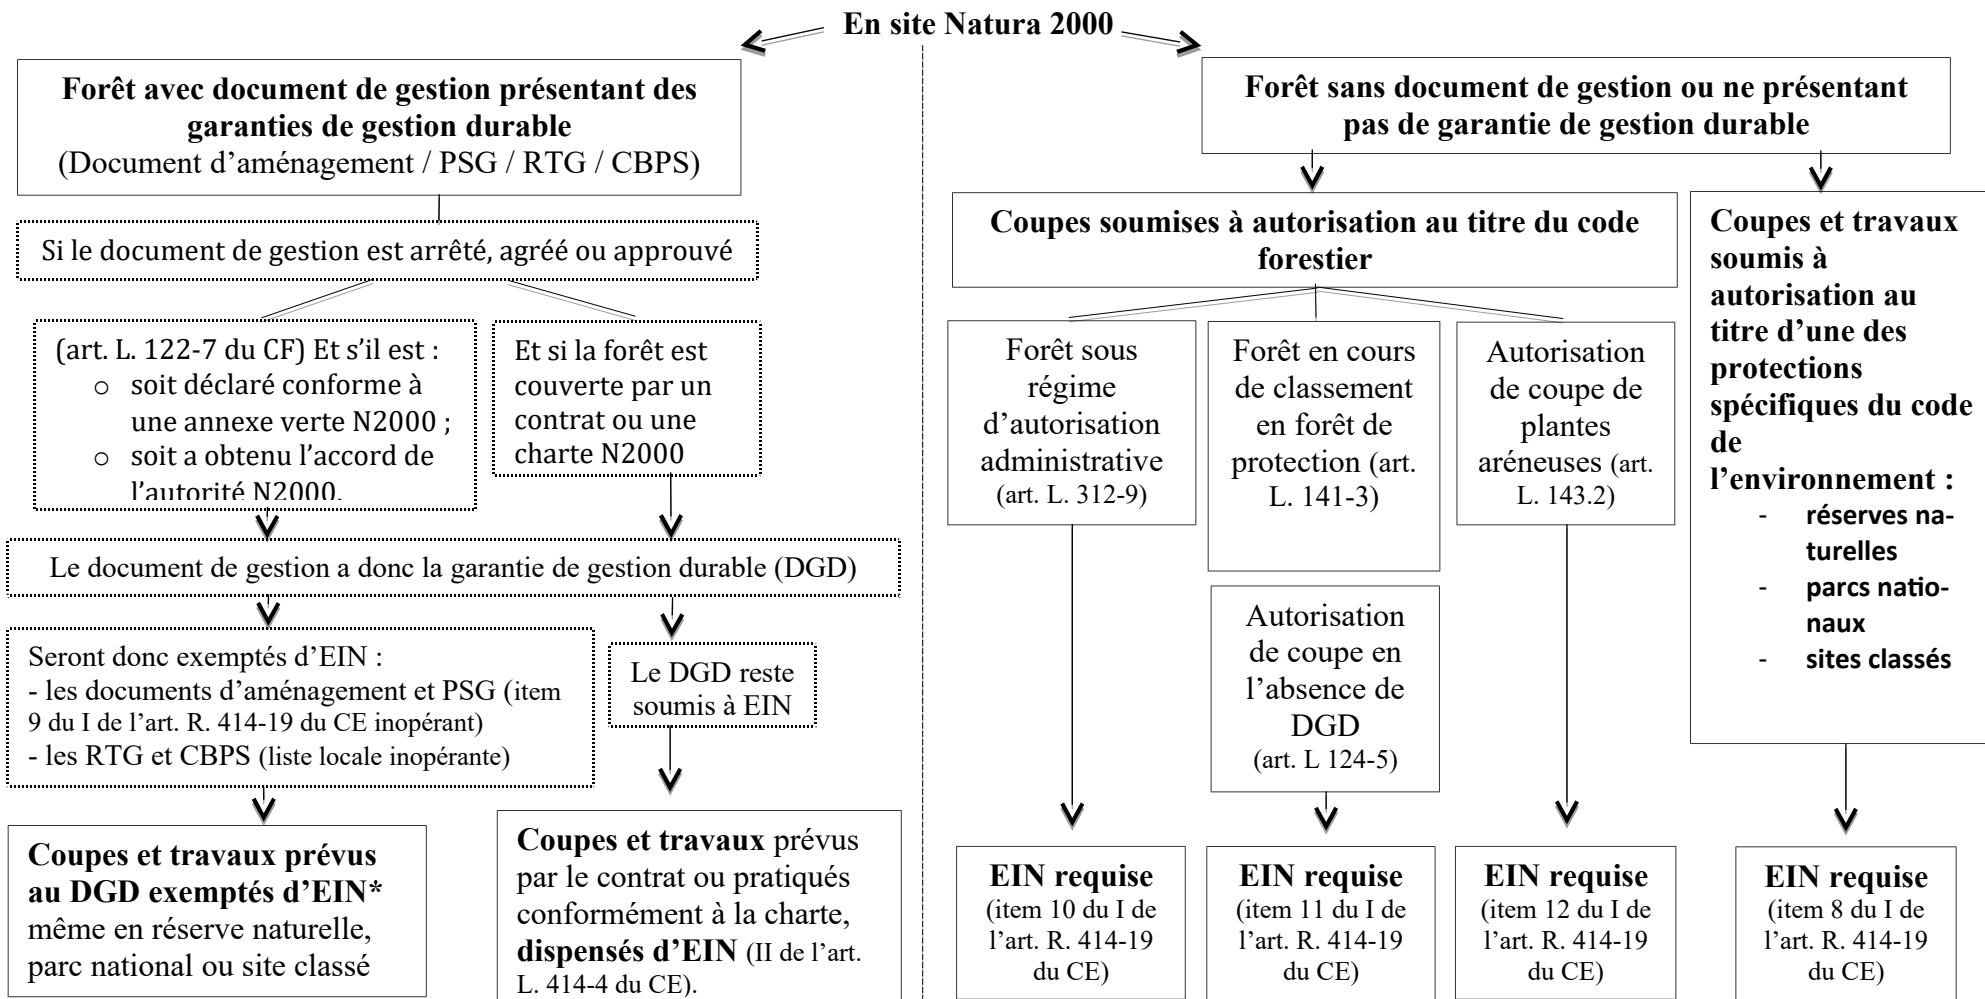 En site Natura 2000
Forêt avec document de gestion présentant des
garanties de gestion durable
(Document d’aménagement / PSG / RTG / CBPS)
Si le document de gestion est arrêté, agréé ou approuvé
(art. L. 122-7 du CF) Et s’il est :
o soit déclaré conforme à
une annexe verte N2000 ;
o soit a obtenu l’accord de
l’autorité N2000.
Et si la forêt est
couverte par un
contrat ou une
charte N2000
Le document de gestion a donc la garantie de gestion durable (DGD)
Seront donc exemptés d’EIN :
- les documents d’aménagement et PSG (item
9 du I de l’art. R. 414-19 du CE inopérant)
- les RTG et CBPS (liste locale inopérante)
Le DGD reste
soumis à EIN
Coupes et travaux prévus
au DGD exemptés d’EIN*
même en réserve naturelle,
parc national ou site classé
Coupes et travaux prévus
par le contrat ou pratiqués
conformément à la charte,
dispensés d’EIN (II de l’art.
L. 414-4 du CE).
Forêt sans document de gestion ou ne présentant
pas de garantie de gestion durable
Coupes soumises à autorisation au titre du code
forestier
Forêt sous
régime
d’autorisation
administrative
(art. L. 312-9)
Forêt en cours
de classement
en forêt de
protection (art.
L. 141-3)
Autorisation
de coupe en
l’absence de
DGD
(art. L 124-5)
Autorisation
de coupe de
plantes
aréneuses (art.
L. 143.2)
Coupes et travaux
soumis à
autorisation au
titre d’une des
protections
spécifiques du code
de
l’environnement :
- réserves na-
turelles
- parcs natio-
naux
- sites classés
EIN requise
(item 10 du I de
l’art. R. 414-19
du CE)
EIN requise
(item 11 du I de
l’art. R. 414-19
du CE)
EIN requise
(item 12 du I de
l’art. R. 414-19
du CE)
EIN requise
(item 8 du I de
l’art. R. 414-19
du CE)